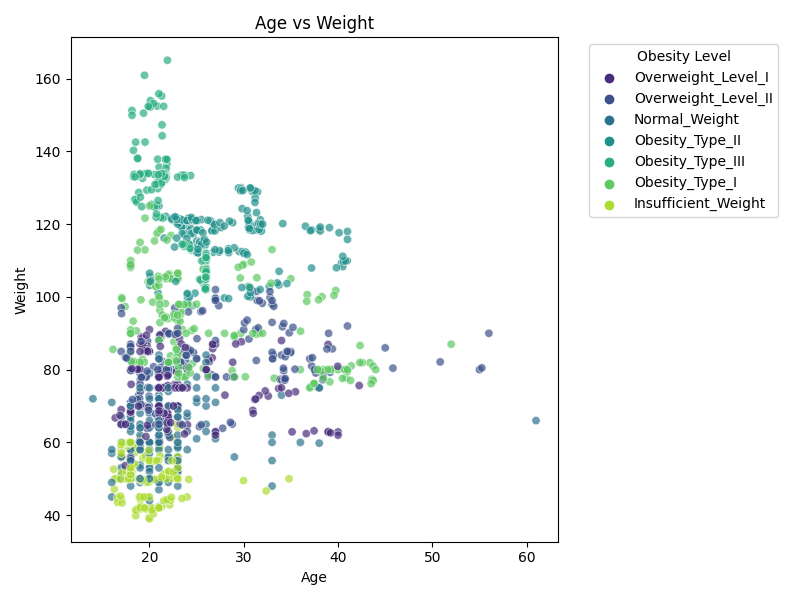 Age vs Weight
Obesity Level
Overweight_Level_I
Overweight_Level_II
Normal_Weight
Obesity_Type_II
Obesity_Type_III
Obesity_Type_I
Insufficient_Weight
Weight
160
140
120
100
80
60
40
20
30
40
50
60
Age